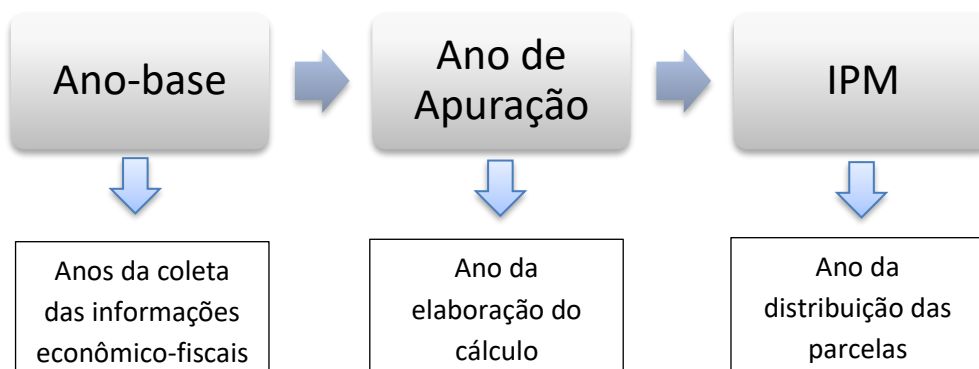 Ano-base
Ano de
Apuração
IPM
Anos da coleta
das informações
econômico-fiscais
Ano da
elaboração do
cálculo
Ano da
distribuição das
parcelas